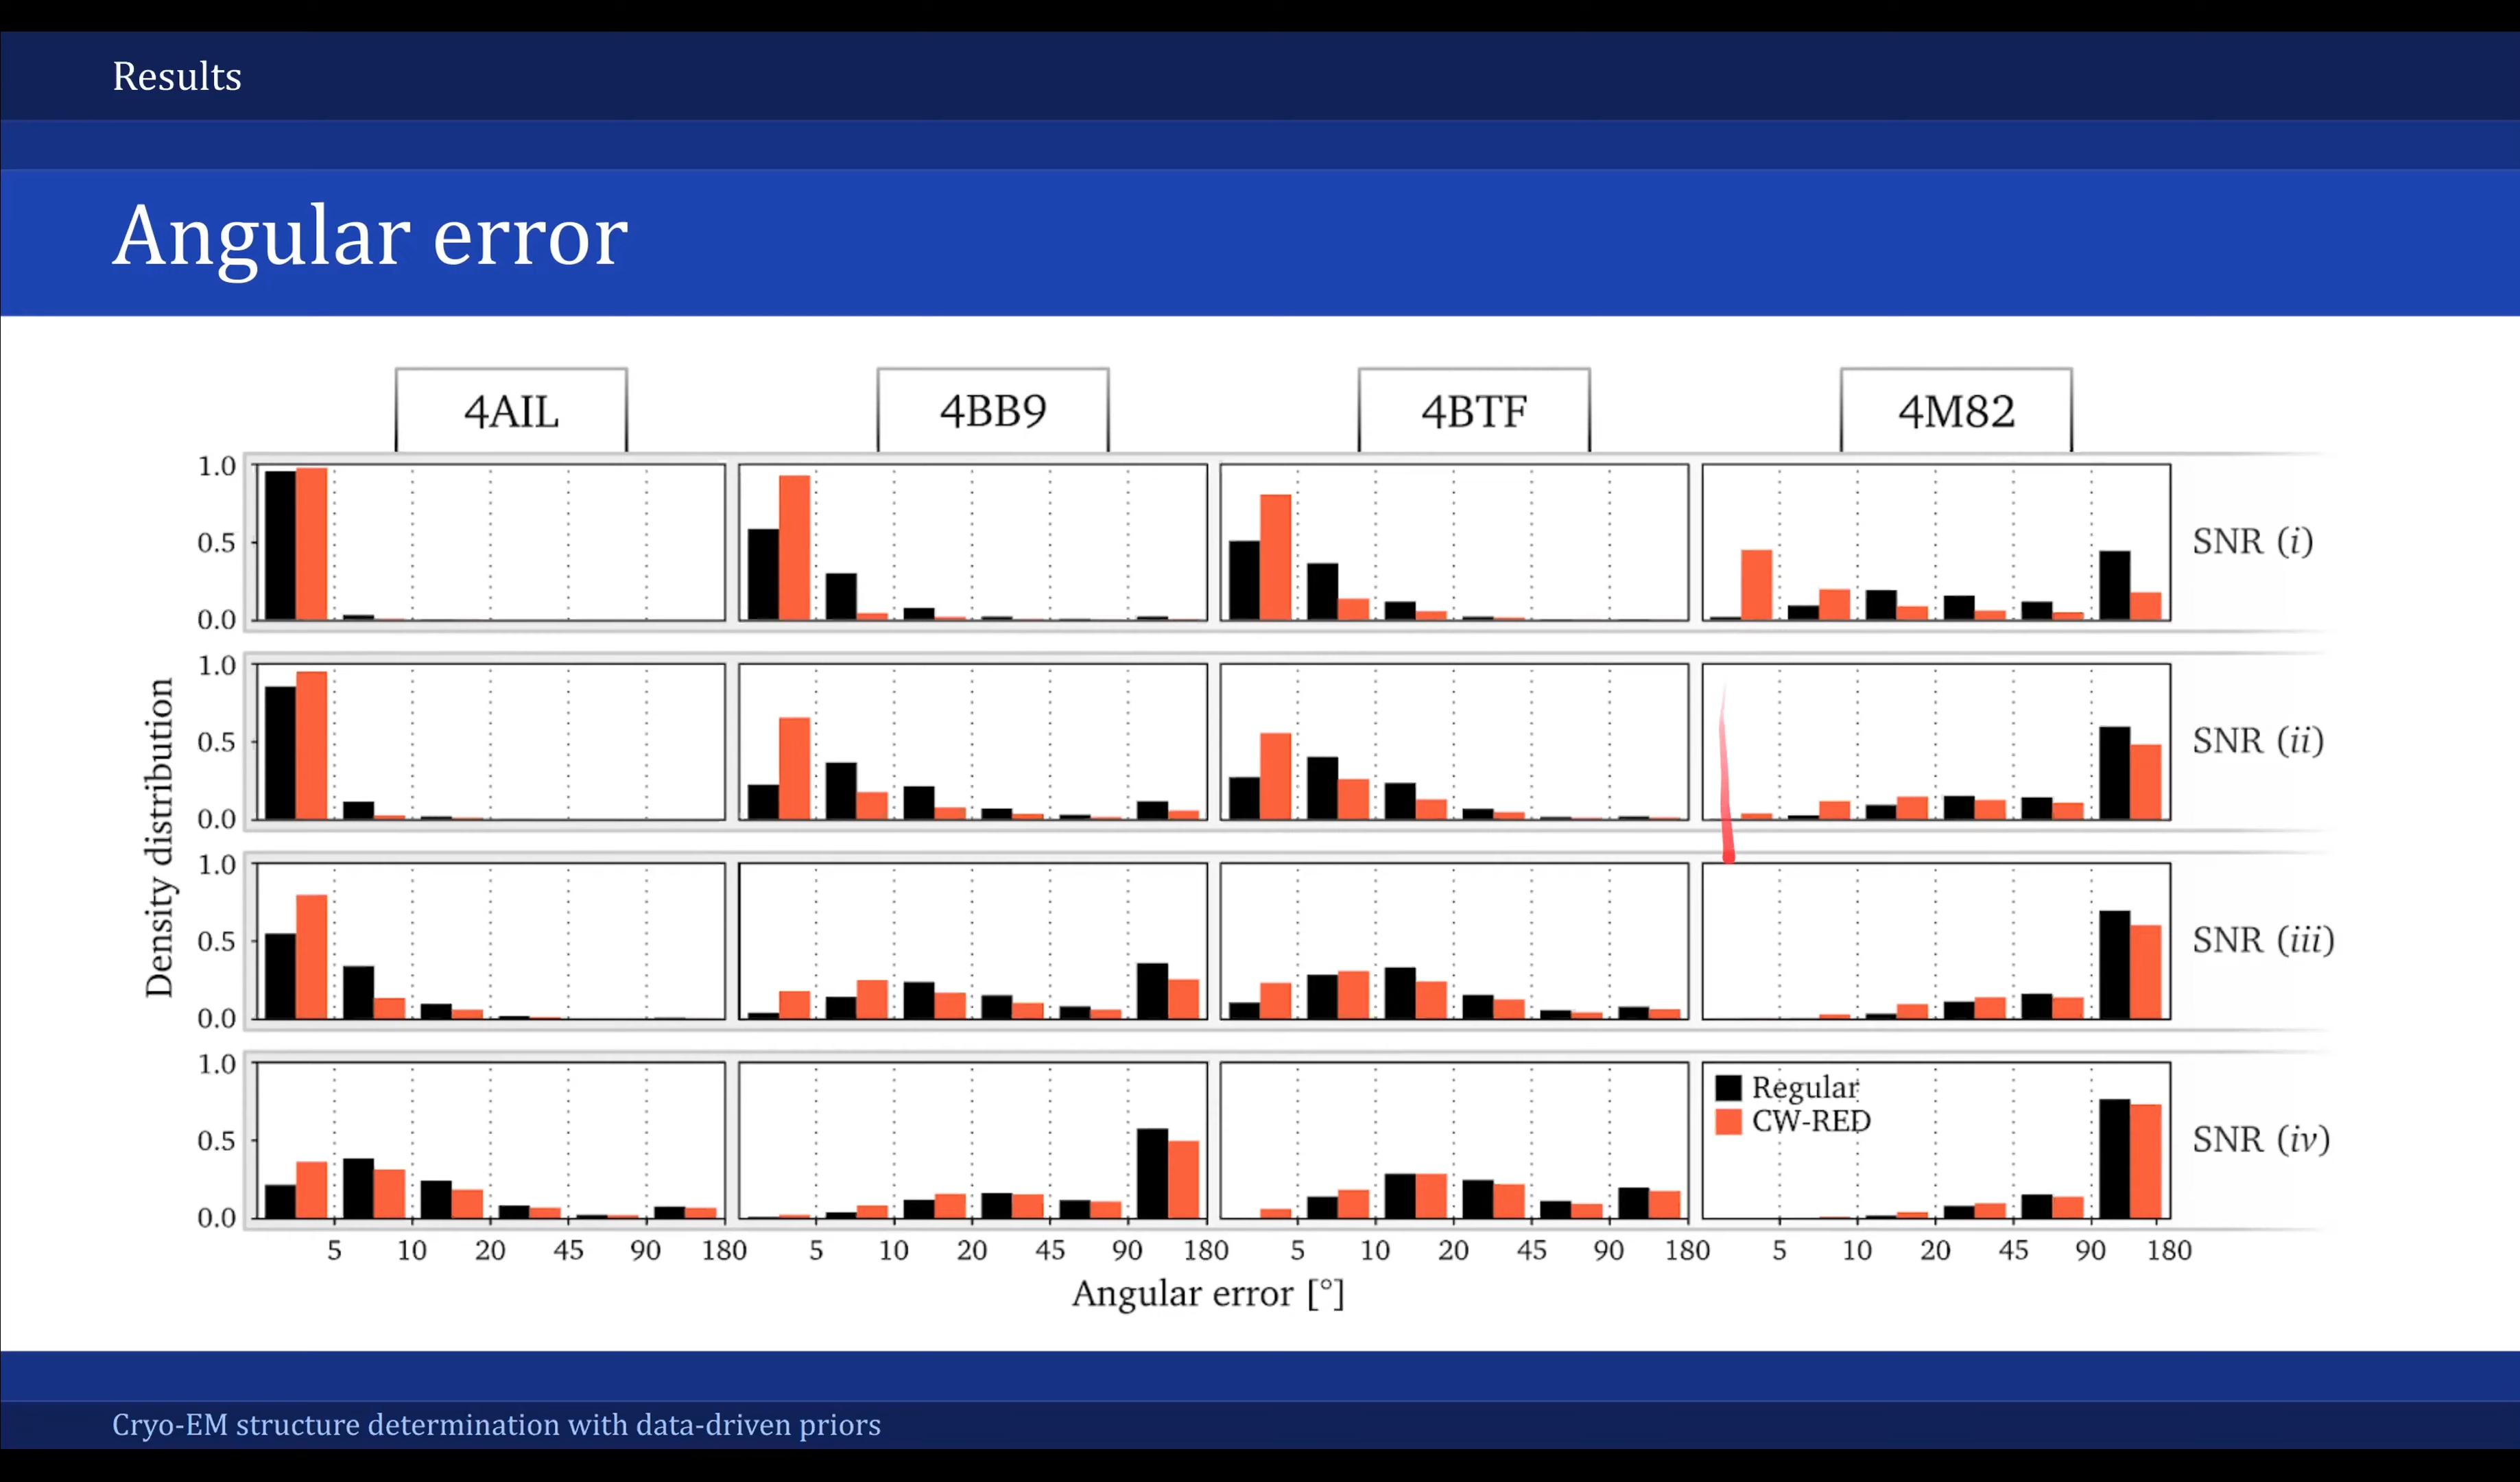 Results
Angular error
4AIL 4BB9 4BTF 4M82
1.0
0.5
0.0
SNR (i)
1.0
0.5
0.0
SNR (ii)
Density distribution
1.0
0.5
0.0
SNR (iii)
1.0
0.5
0.0
Regular
CW-RED
SNR (iv)
5 10 20 45 90 180 5 10 20 45 90 180 5 10 20 45 90 180 5 10 20 45 90 180
Angular error [°]
Cryo-EM structure determination with data-driven priors